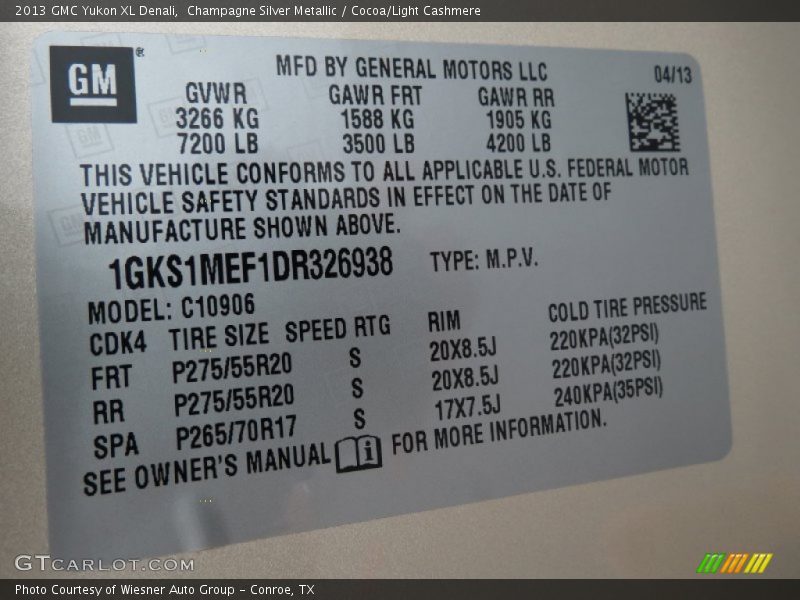 2013 GMC Yukon XL Denali,  Champagne Silver Metallic / Cocoa/Light Cashmere
GM®
MFD BY GENERAL MOTORS LLC 04/13
GVWR GAWR FRT GAWR RR
3266 KG 1588 KG 1905 KG
7200 LB 3500 LB 4200 LB
THIS VEHICLE CONFORMS TO ALL APPLICABLE U.S. FEDERAL MOTOR
VEHICLE SAFETY STANDARDS IN EFFECT ON THE DATE OF
MANUFACTURE SHOWN ABOVE.
1GKS1MEF1DR326938 TYPE: M.P.V.
MODEL: C10906
CDK4 TIRE SIZE SPEED RTG RIM COLD TIRE PRESSURE
FRT P275/55R20 S 20X8.5J 220KPA(32PSI)
RR P275/55R20 S 20X8.5J 220KPA(32PSI)
SPA P265/70R17 S 17X7.5J 240KPA(35PSI)
SEE OWNER'S MANUAL i FOR MORE INFORMATION.
GTCARLOT.COM
Photo Courtesy of Wiesner Auto Group - Conroe, TX